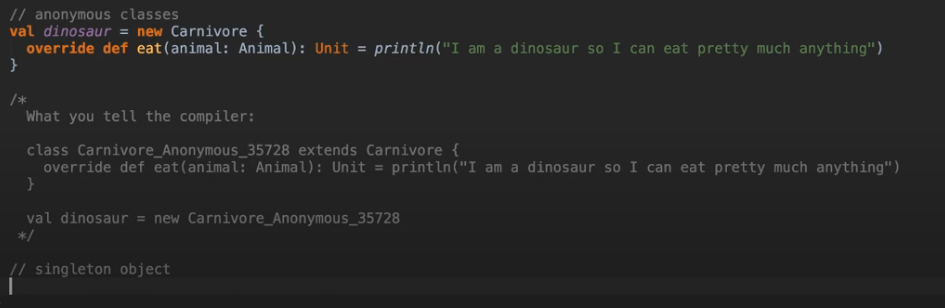 // anonymous classes
val dinosaur = new Carnivore {
  override def eat(animal: Animal): Unit = println("I am a dinosaur so I can eat pretty much anything")
}
/*
  What you tell the compiler:
  class Carnivore_Anonymous_35728 extends Carnivore {
    override def eat(animal: Animal): Unit = println("I am a dinosaur so I can eat pretty much anything")
  }
  val dinosaur = new Carnivore_Anonymous_35728
 */
// singleton object